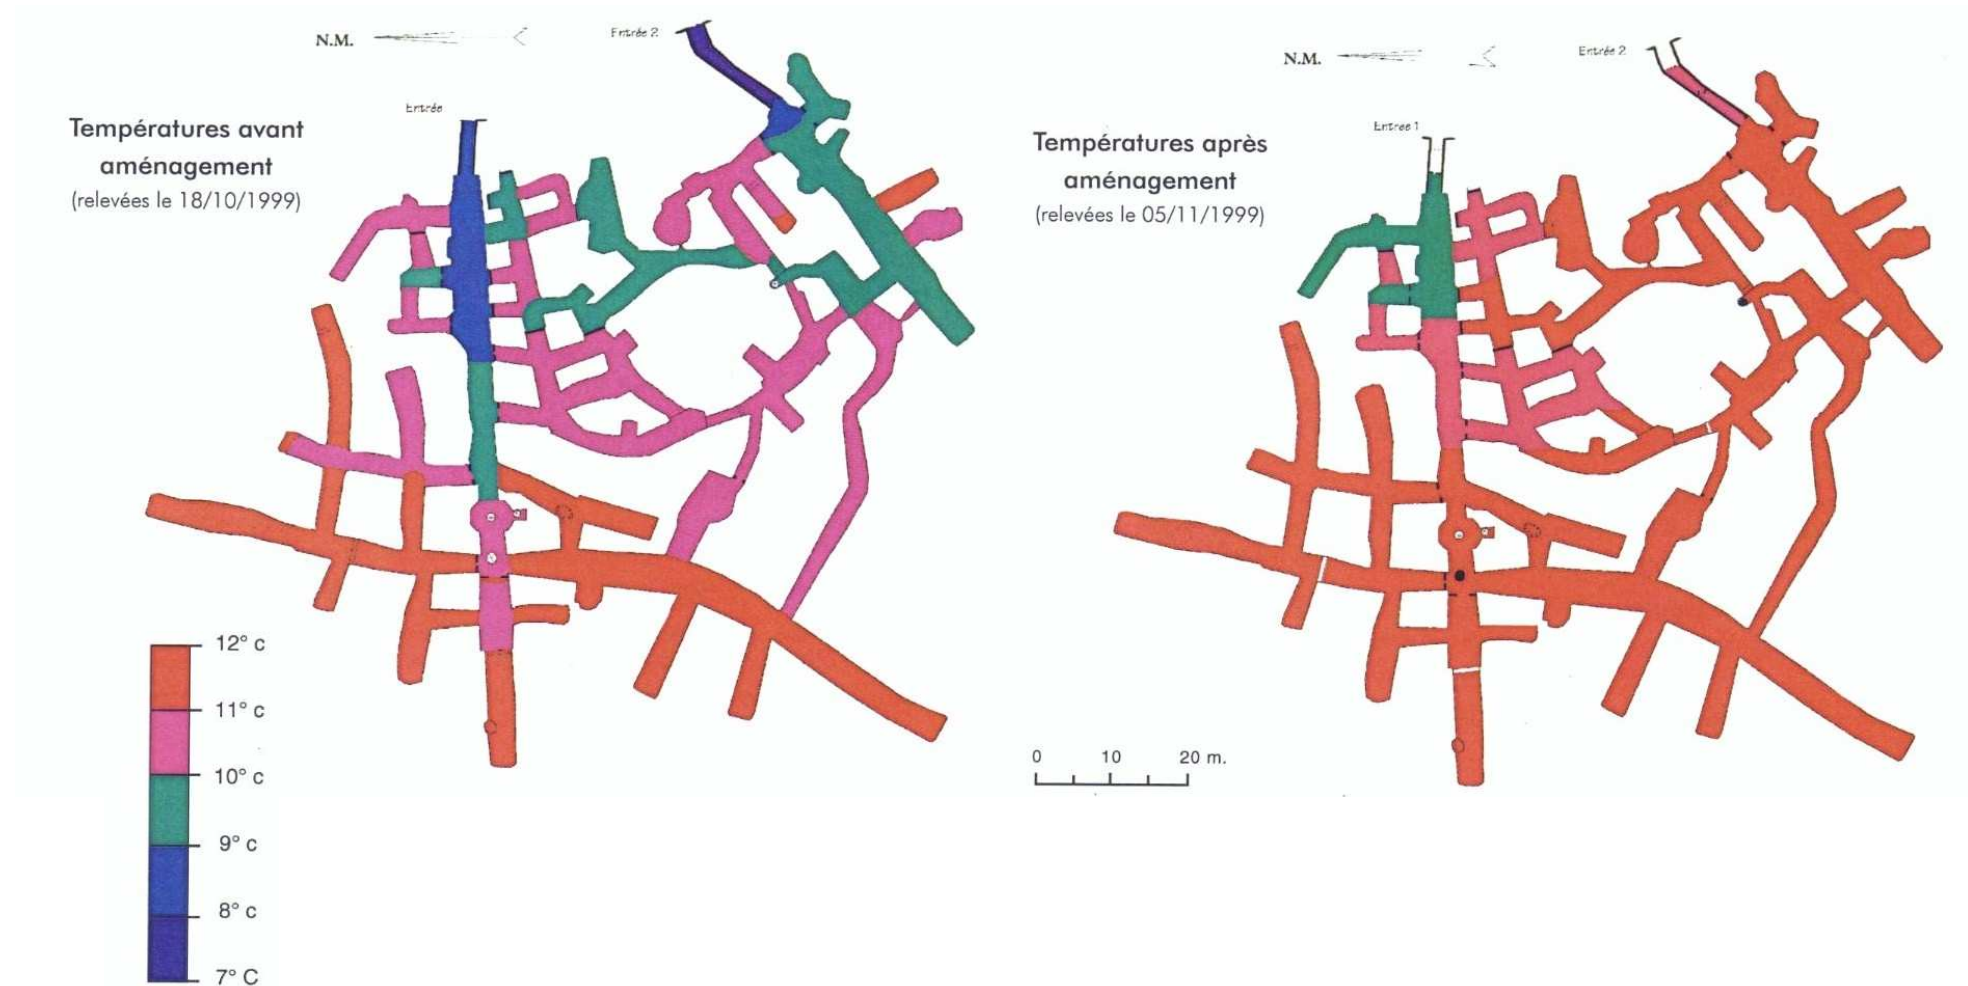 N.M.
Entrée 2
Entrée
Températures avant
aménagement
(relevées le 18/10/1999)
12° c
11° c
10° c
9° c
8° c
7° C
N.M.
Entrée 2
Entrée 1
Températures après
aménagement
(relevées le 05/11/1999)
0 10 20 m.